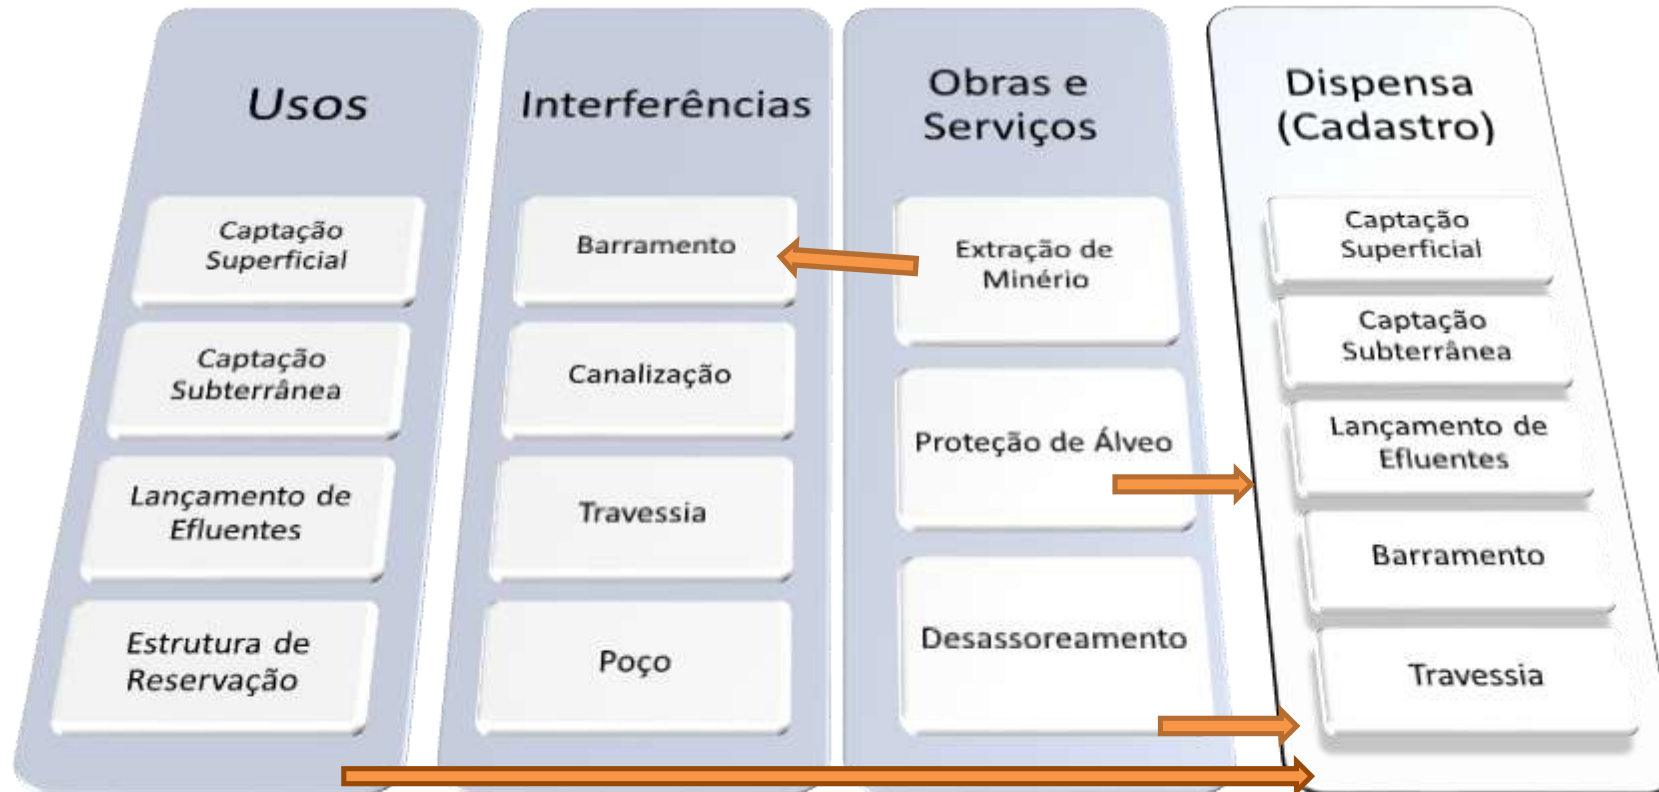 Usos
Captação
Superficial
Captação
Subterrânea
Lançamento de
Efluentes
Estrutura de
Reservação
Interferências
Barramento
Canalização
Travessia
Poço
Obras e
Serviços
Extração de
Minério
Proteção de Álveo
Desassoreamento
Dispensa
(Cadastro)
Captação
Superficial
Captação
Subterrânea
Lançamento de
Efluentes
Barramento
Travessia